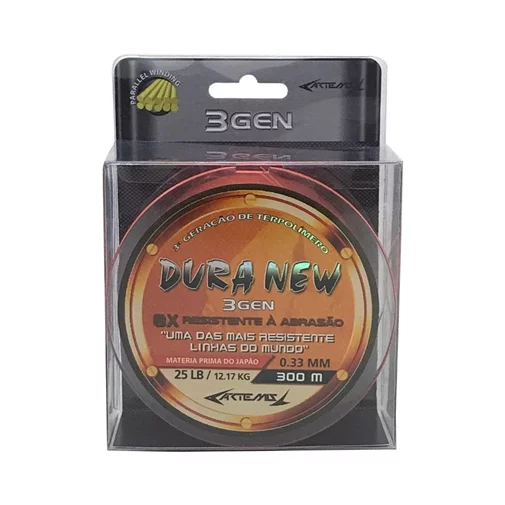 PARALLEL WINDING
ARTEMIS
3GEN
3ª GERAÇÃO DE TERPOLÍMERO
DURA NEW
3GEN
8X RESISTENTE À ABRASÃO
"UMA DAS MAIS RESISTENTE
LINHAS DO MUNDO"
MATERIA PRIMA DO JAPÃO
0.33 MM
25 LB / 12.17 KG
300 m
ARTEMIS